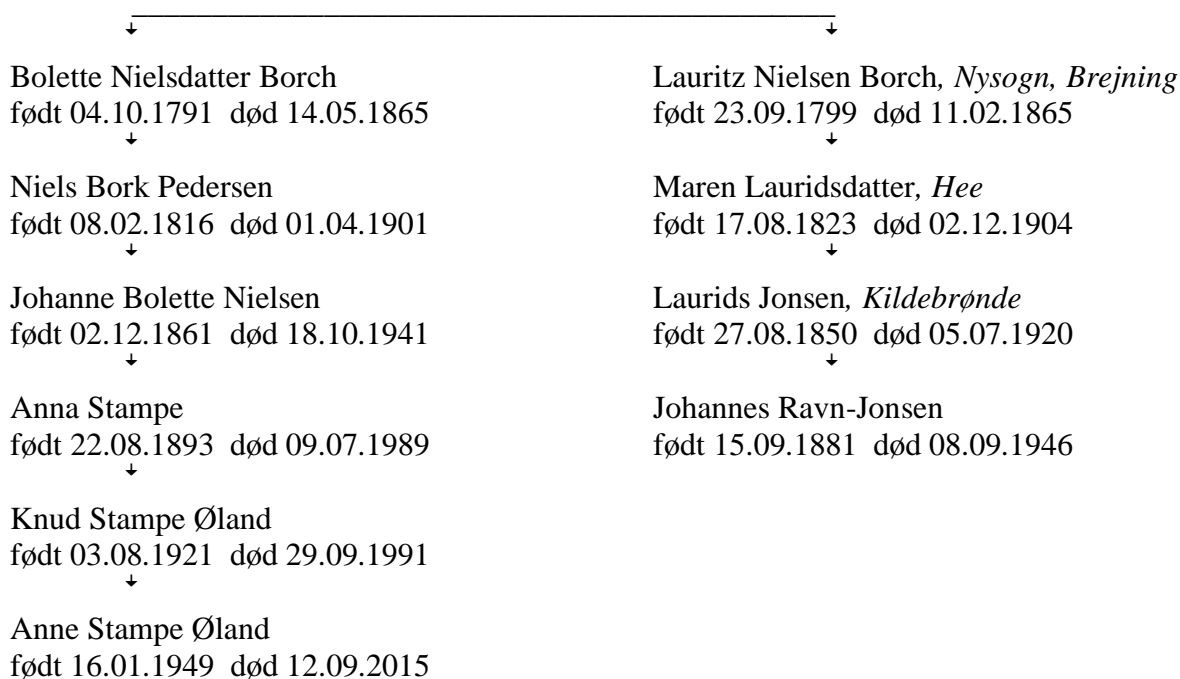 Bolette Nielsdatter Borch
født 04.10.1791 død 14.05.1865
Niels Bork Pedersen
født 08.02.1816 død 01.04.1901
Johanne Bolette Nielsen
født 02.12.1861 død 18.10.1941
Anna Stampe
født 22.08.1893 død 09.07.1989
Knud Stampe Øland
født 03.08.1921 død 29.09.1991
Anne Stampe Øland
født 16.01.1949 død 12.09.2015
Lauritz Nielsen Borch, Nysogn, Brejning
født 23.09.1799 død 11.02.1865
Maren Lauridsdatter, Hee
født 17.08.1823 død 02.12.1904
Laurids Jonsen, Kildebrønde
født 27.08.1850 død 05.07.1920
Johannes Ravn-Jonsen
født 15.09.1881 død 08.09.1946